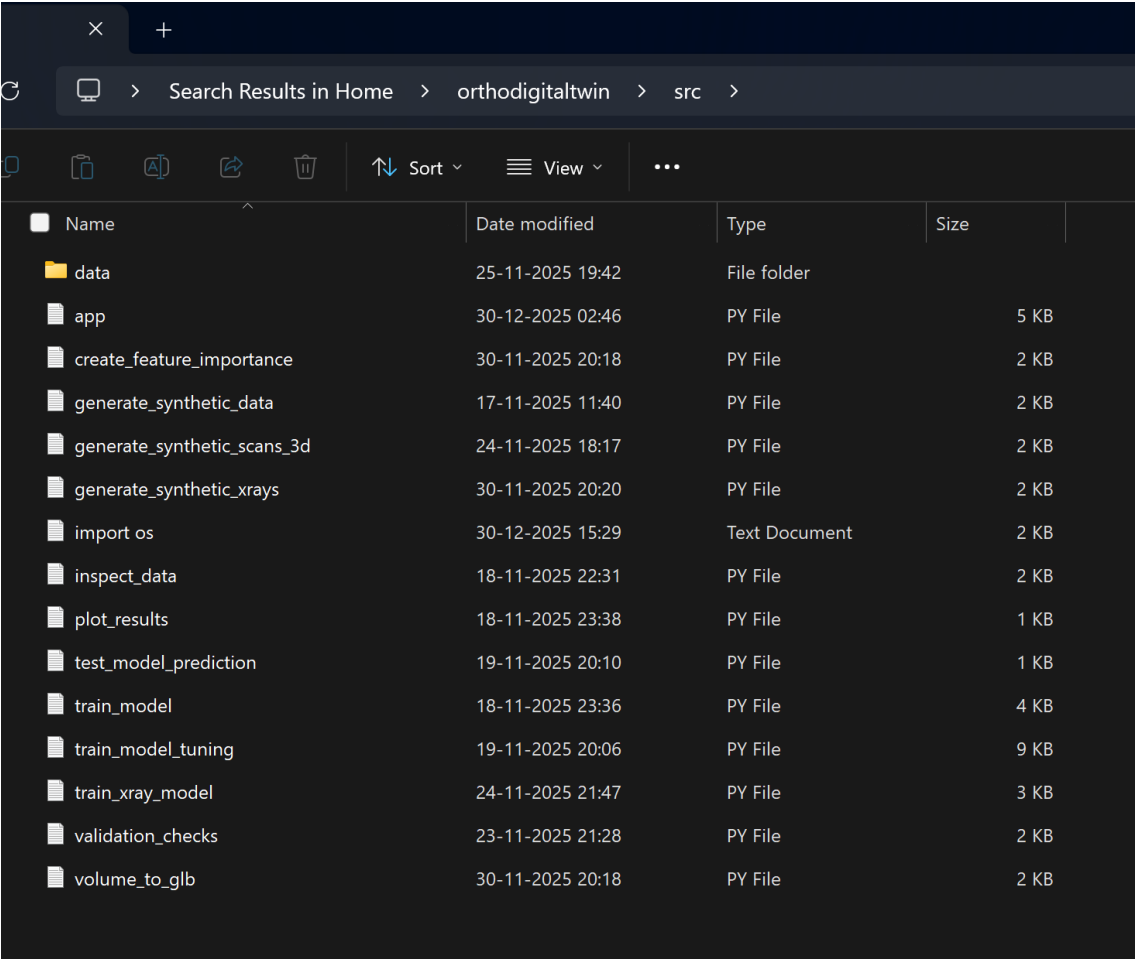 Search Results in Home > orthodigitaltwin > src >
Sort View
Name Date modified Type Size
data 25-11-2025 19:42 File folder
app 30-12-2025 02:46 PY File 5 KB
create_feature_importance 30-11-2025 20:18 PY File 2 KB
generate_synthetic_data 17-11-2025 11:40 PY File 2 KB
generate_synthetic_scans_3d 24-11-2025 18:17 PY File 2 KB
generate_synthetic_xrays 30-11-2025 20:20 PY File 2 KB
import os 30-12-2025 15:29 Text Document 2 KB
inspect_data 18-11-2025 22:31 PY File 2 KB
plot_results 18-11-2025 23:38 PY File 1 KB
test_model_prediction 19-11-2025 20:10 PY File 1 KB
train_model 18-11-2025 23:36 PY File 4 KB
train_model_tuning 19-11-2025 20:06 PY File 9 KB
train_xray_model 24-11-2025 21:47 PY File 3 KB
validation_checks 23-11-2025 21:28 PY File 2 KB
volume_to_glb 30-11-2025 20:18 PY File 2 KB